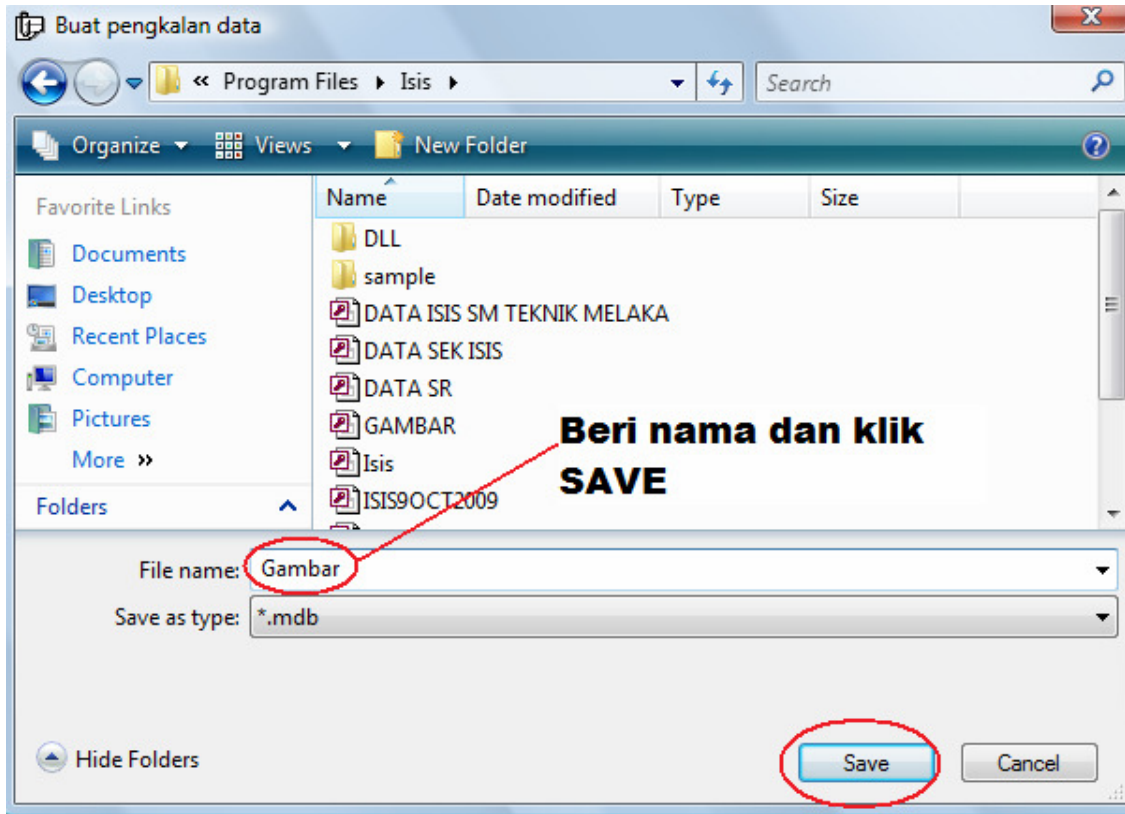 Buat pengkalan data
« Program Files ▸ Isis ▸
Search
Organize Views New Folder
Favorite Links
Documents
Desktop
Recent Places
Computer
Pictures
More »
Folders
Name Date modified Type Size
DLL
sample
DATA ISIS SM TEKNIK MELAKA
DATA SEK ISIS
DATA SR
GAMBAR
Isis
ISIS9OCT2009
Beri nama dan klik
SAVE
File name: Gambar
Save as type: *.mdb
Hide Folders
Save Cancel